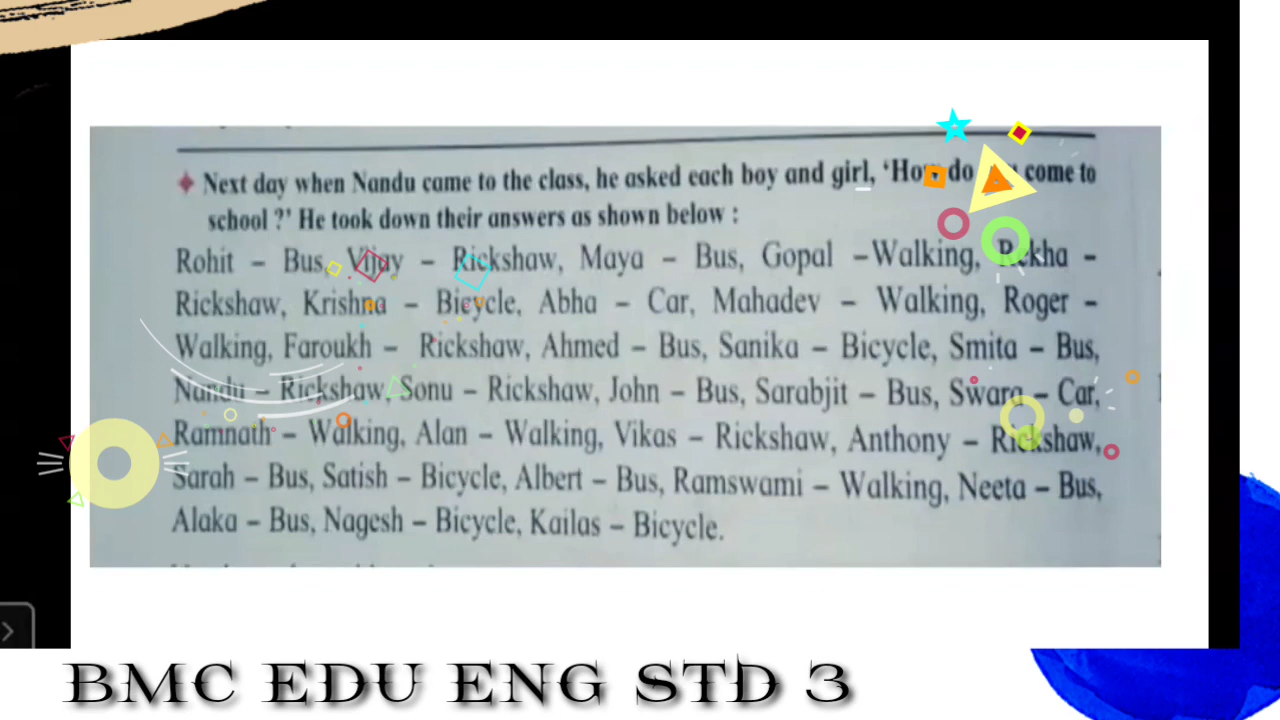 Next day when Nandu came to the class, he asked each boy and girl, 'How do come to
school ?' He took down their answers as shown below :
Rohit – Bus, Vijay – Rickshaw, Maya – Bus, Gopal –Walking, Rekha –
Rickshaw, Krishna – Bicycle, Abha – Car, Mahadev – Walking, Roger –
Walking, Faroukh – Rickshaw, Ahmed – Bus, Sanika – Bicycle, Smita – Bus,
Nandu – Rickshaw, Sonu – Rickshaw, John – Bus, Sarabjit – Bus, Swara – Car,
Ramnath – Walking, Alan – Walking, Vikas – Rickshaw, Anthony – Rickshaw,
Sarah – Bus, Satish – Bicycle, Albert – Bus, Ramswami – Walking, Neeta – Bus,
Alaka – Bus, Nagesh – Bicycle, Kailas – Bicycle.
BMC EDU ENG STD 3